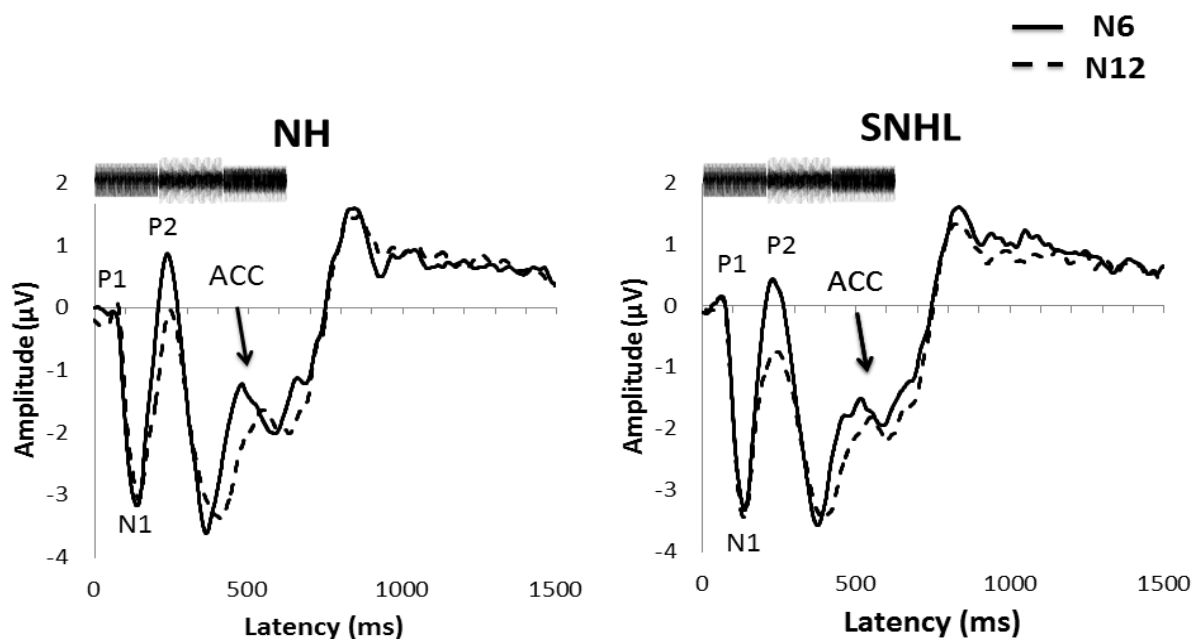 N6
N12
NH
2
1
0
-1
-2
-3
-4
Amplitude (µV)
P1
P2
ACC
N1
0
500
1000
1500
Latency (ms)
SNHL
2
1
0
-1
-2
-3
-4
Amplitude (µV)
P1
P2
ACC
N1
0
500
1000
1500
Latency (ms)